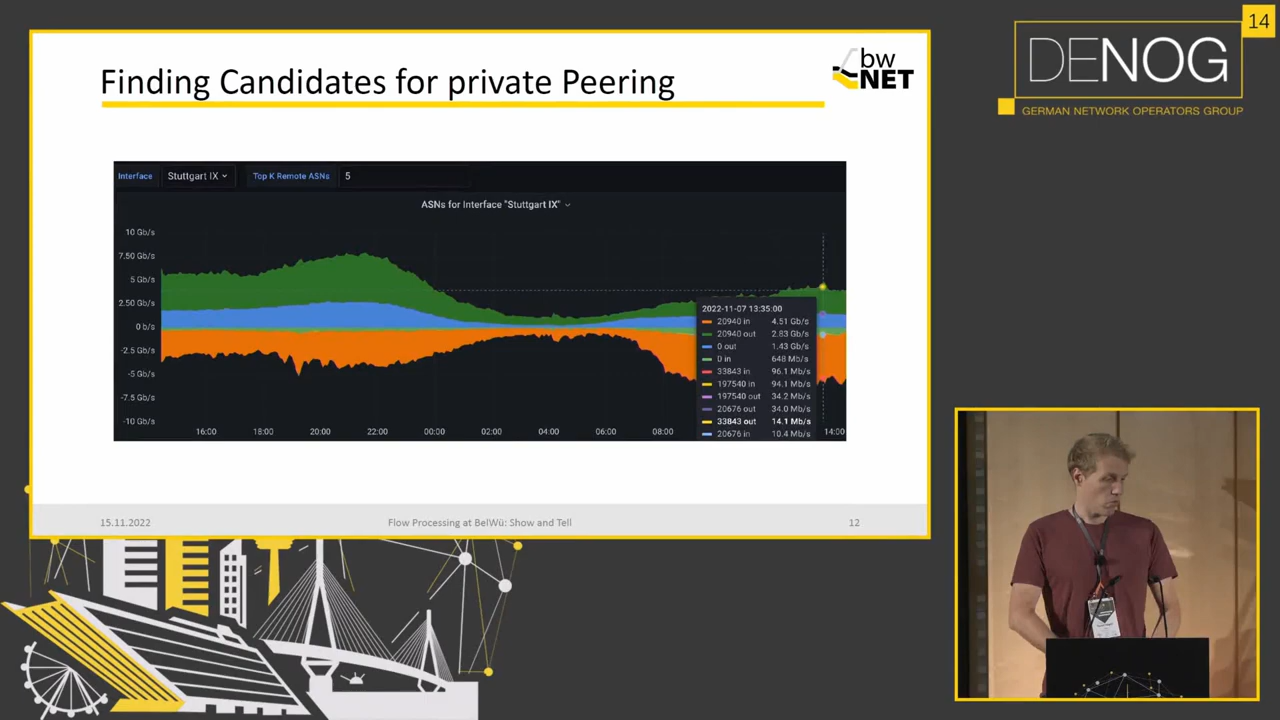 14
DENOG
GERMAN NETWORK OPERATORS GROUP
bw
NET
Finding Candidates for private Peering
Interface Stuttgart IX Top K Remote ASNs 5
ASNs for Interface "Stuttgart IX"
10 Gb/s
7.50 Gb/s
5 Gb/s
2.50 Gb/s
0 b/s
-2.5 Gb/s
-5 Gb/s
-7.5 Gb/s
-10 Gb/s
16:00 18:00 20:00 22:00 00:00 02:00 04:00 06:00 08:00 14:00
2022-11-07 13:35:00
20940 in 4.51 Gb/s
20940 out 2.83 Gb/s
0 out 1.43 Gb/s
0 in 648 Mb/s
33843 in 96.1 Mb/s
197540 in 94.1 Mb/s
197540 out 34.2 Mb/s
20676 out 34.0 Mb/s
33843 out 14.1 Mb/s
20676 in 10.4 Mb/s
15.11.2022 Flow Processing at BelWü: Show and Tell 12